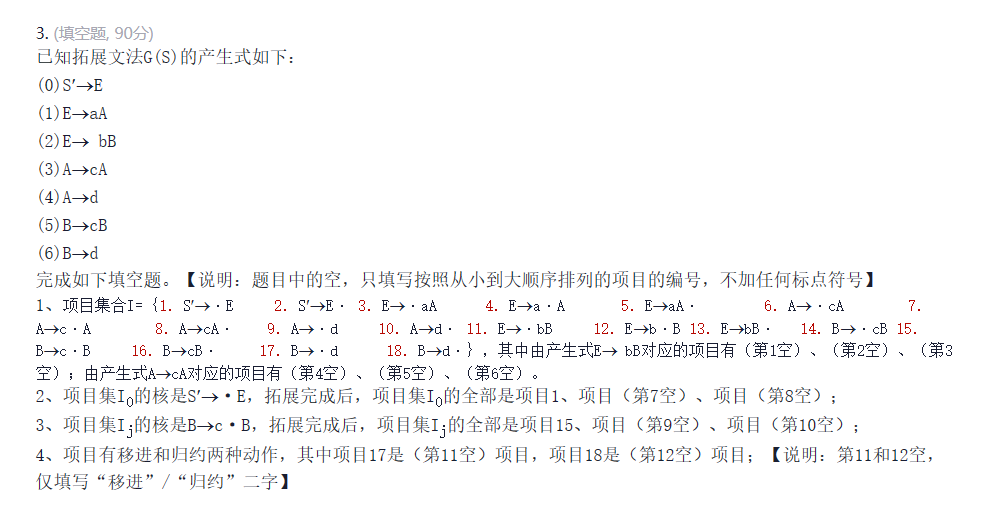 3. (填空题, 90分)
已知拓展文法G(S)的产生式如下:
(0)S′→E
(1)E→aA
(2)E→ bB
(3)A→cA
(4)A→d
(5)B→cB
(6)B→d
完成如下填空题。【说明: 题目中的空, 只填写按照从小到大顺序排列的项目的编号, 不加任何标点符号】
1、项目集合I={1. S′→·E 2. S′→E· 3. E→·aA 4. E→a·A 5. E→aA· 6. A→·cA 7.
A→c·A 8. A→cA· 9. A→·d 10. A→d· 11. E→·bB 12. E→b·B 13. E→bB· 14. B→·cB 15.
B→c·B 16. B→cB· 17. B→·d 18. B→d·}, 其中由产生式E→ bB对应的项目有（第1空）、（第2空）、（第3
空）; 由产生式A→cA对应的项目有（第4空）、（第5空）、（第6空）。
2、项目集I0的核是S′→·E, 拓展完成后, 项目集I0的全部是项目1、项目（第7空）、项目（第8空）;
3、项目集Ij的核是B→c·B, 拓展完成后, 项目集Ij的全部是项目15、项目（第9空）、项目（第10空）;
4、项目有移进和归约两种动作, 其中项目17是（第11空）项目, 项目18是（第12空）项目; 【说明: 第11和12空,
仅填写“移进”/“归约”二字】